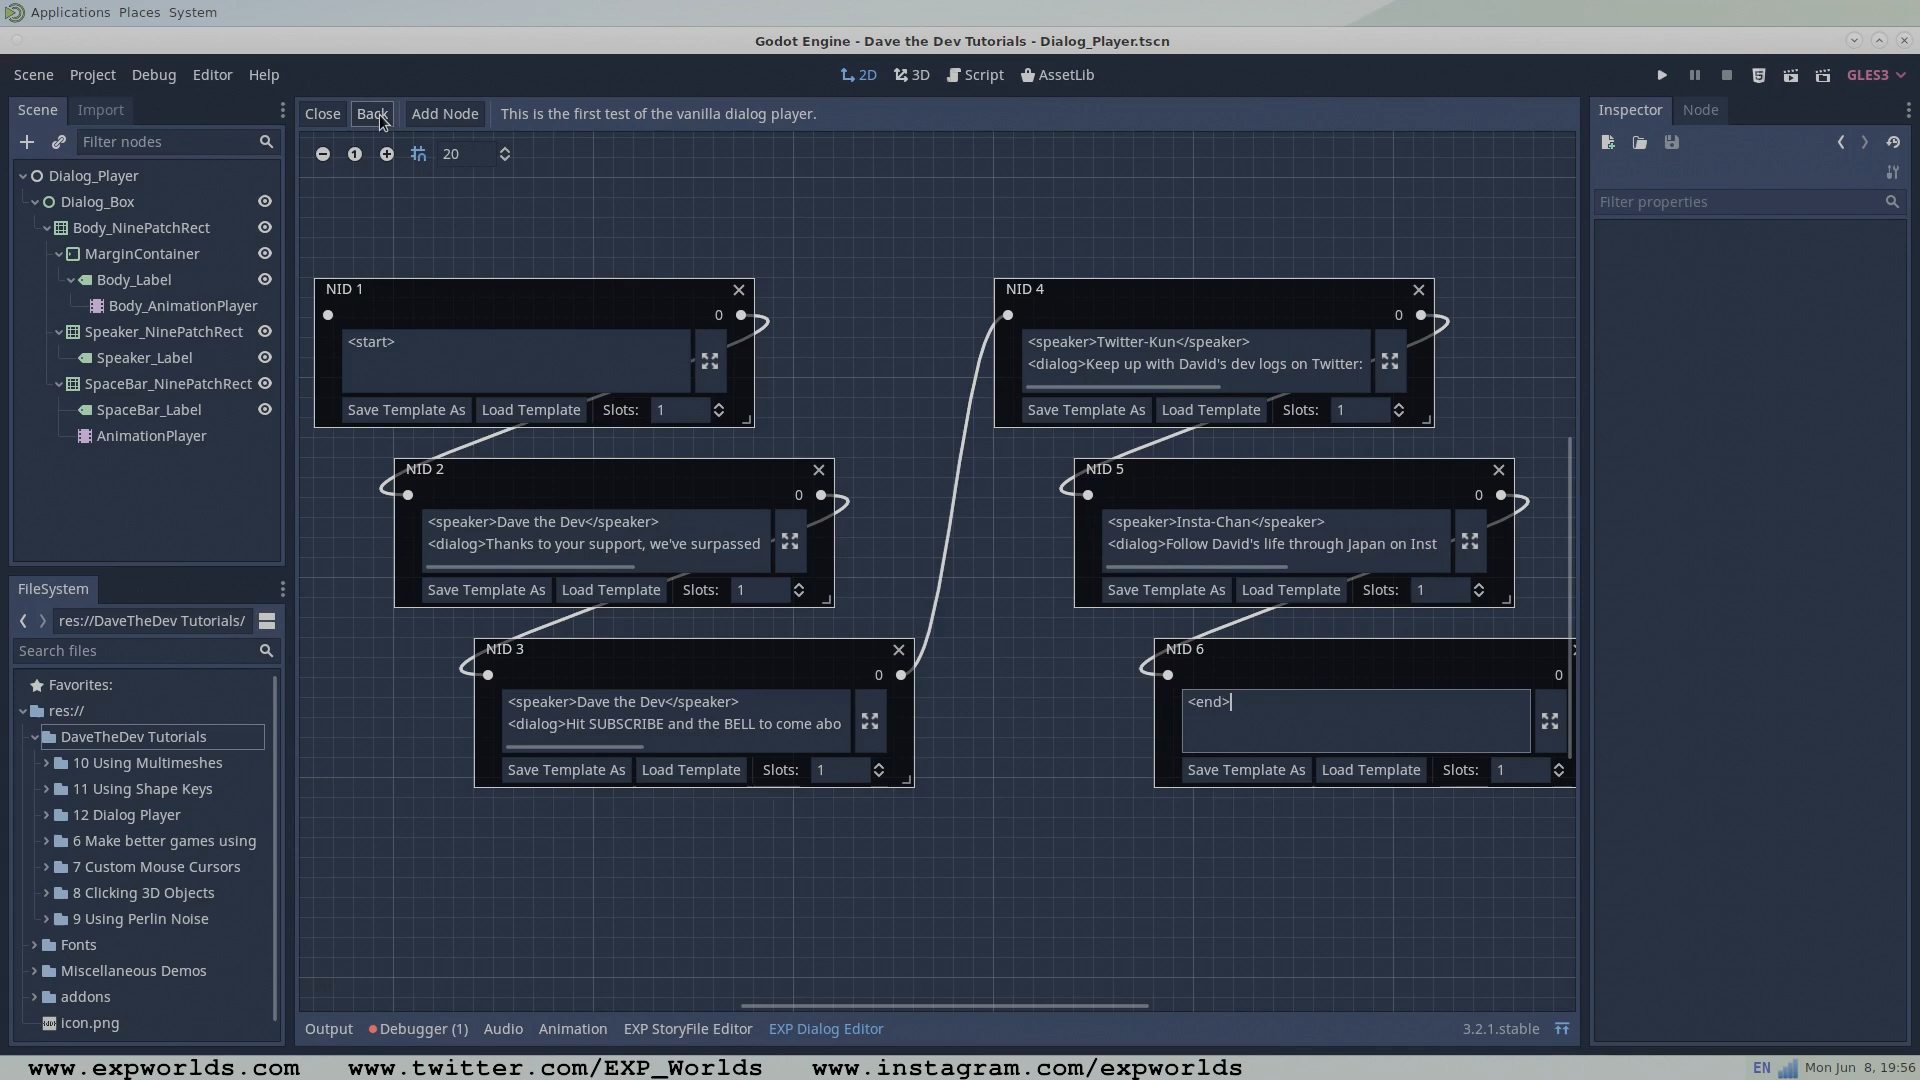 Applications Places System
Godot Engine - Dave the Dev Tutorials - Dialog_Player.tscn
Scene Project Debug Editor Help
2D 3D Script AssetLib
GLES3
Scene Import
Filter nodes
Dialog_Player
Dialog_Box
Body_NinePatchRect
MarginContainer
Body_Label
Body_AnimationPlayer
Speaker_NinePatchRect
Speaker_Label
SpaceBar_NinePatchRect
SpaceBar_Label
AnimationPlayer
FileSystem
res://DaveTheDev Tutorials/
Search files
Favorites:
res://
DaveTheDev Tutorials
10 Using Multimeshes
11 Using Shape Keys
12 Dialog Player
6 Make better games using
7 Custom Mouse Cursors
8 Clicking 3D Objects
9 Using Perlin Noise
Fonts
Miscellaneous Demos
addons
icon.png
Close Back Add Node This is the first test of the vanilla dialog player.
1 20
NID 1
0
<start>
Save Template As Load Template Slots: 1
NID 2
0
<speaker>Dave the Dev</speaker>
<dialog>Thanks to your support, we've surpassed
Save Template As Load Template Slots: 1
NID 3
0
<speaker>Dave the Dev</speaker>
<dialog>Hit SUBSCRIBE and the BELL to come abo
Save Template As Load Template Slots: 1
NID 4
0
<speaker>Twitter-Kun</speaker>
<dialog>Keep up with David's dev logs on Twitter:
Save Template As Load Template Slots: 1
NID 5
0
<speaker>Insta-Chan</speaker>
<dialog>Follow David's life through Japan on Inst
Save Template As Load Template Slots: 1
NID 6
0
<end>
Save Template As Load Template Slots: 1
Output Debugger (1) Audio Animation EXP StoryFile Editor EXP Dialog Editor
3.2.1.stable
Inspector Node
Filter properties
www.expworlds.com www.twitter.com/EXP_Worlds www.instagram.com/expworlds
EN Mon Jun 8, 19:56